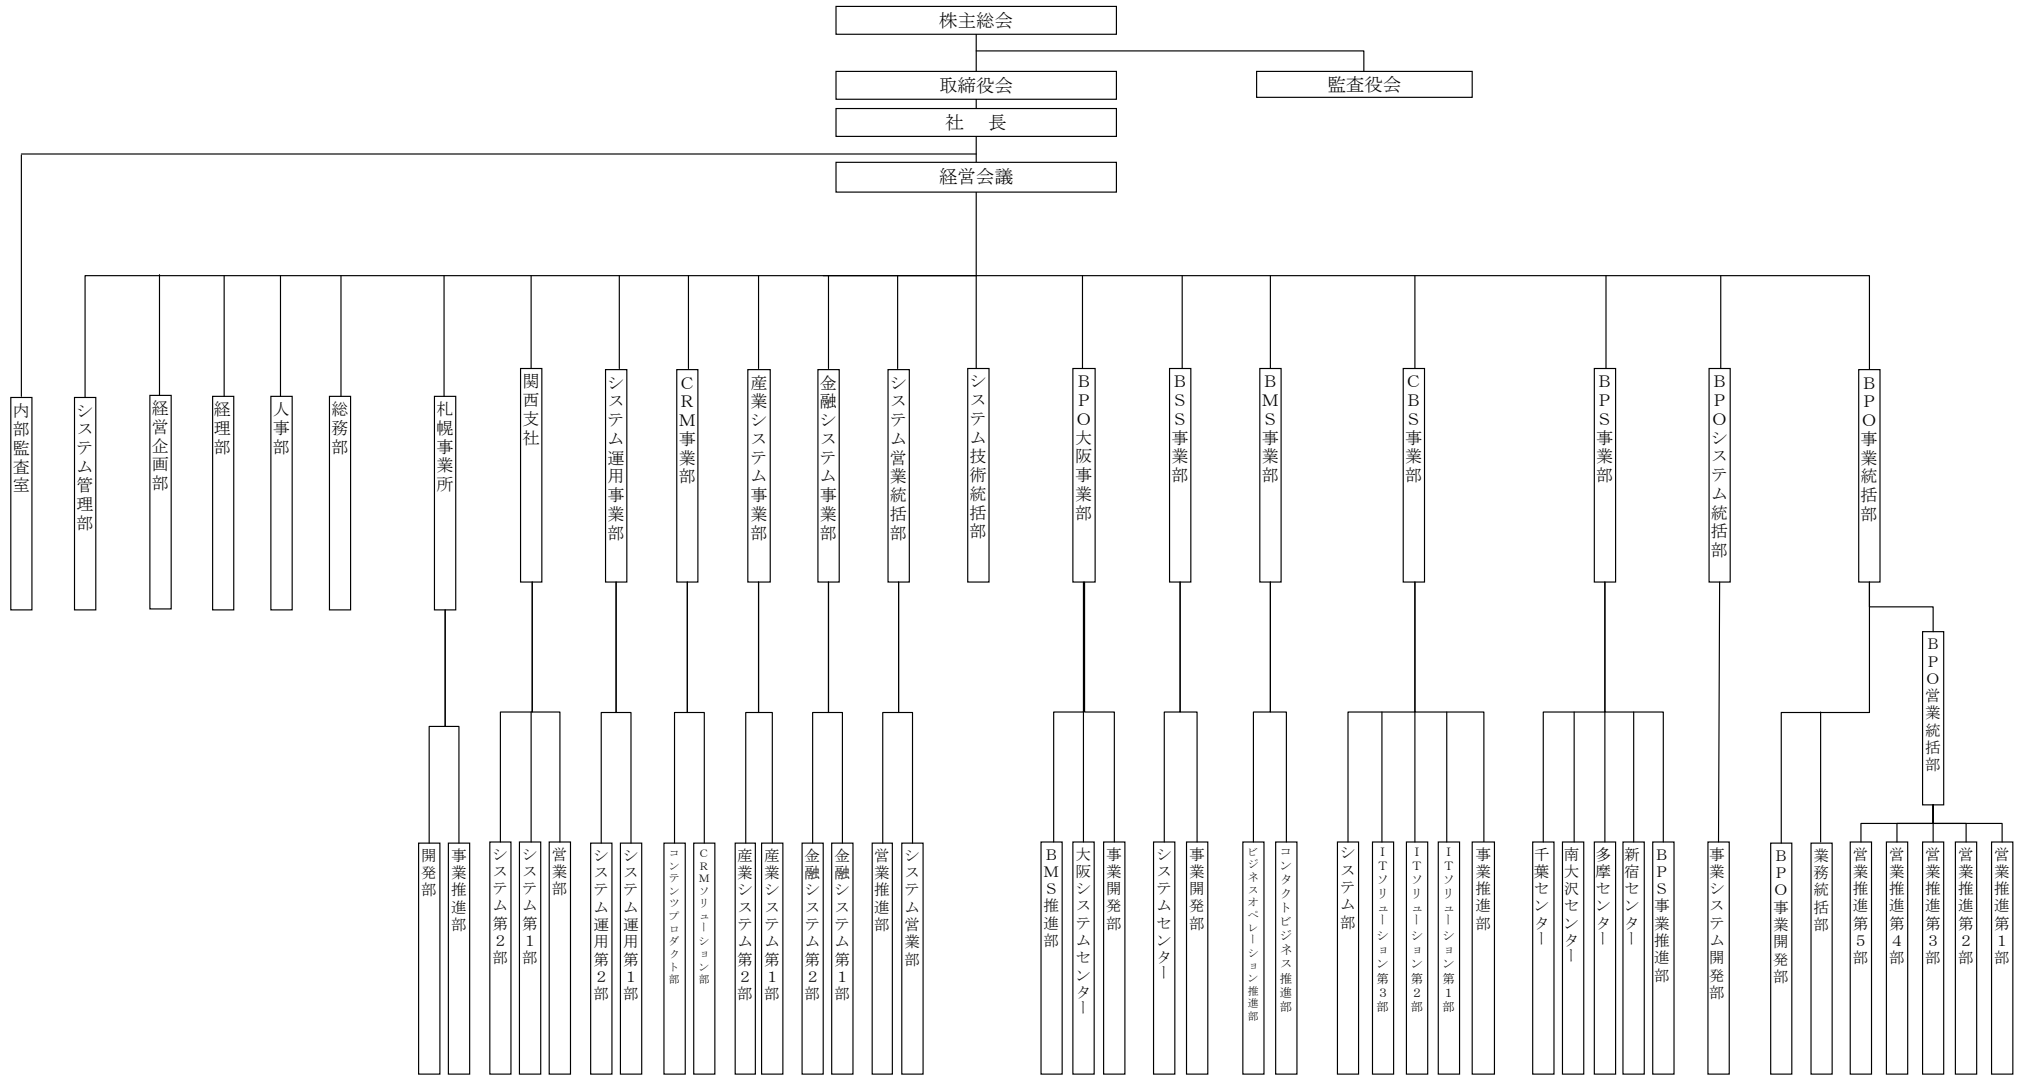 株主総会
取締役会
監査役会
社　長
経営会議
内部監査室
システム管理部
経営企画部
経理部
人事部
総務部
札幌事業所
関西支社
システム運用事業部
ＣＲＭ事業部
産業システム事業部
金融システム事業部
システム営業統括部
システム技術統括部
ＢＰＯ大阪事業部
ＢＳＳ事業部
ＢＭＳ事業部
ＣＢＳ事業部
ＢＰＳ事業部
ＢＰＯシステム統括部
ＢＰＯ事業統括部
ＢＰＯ営業統括部
開発部
事業推進部
システム第２部
システム第１部
営業部
システム運用第２部
システム運用第１部
コンテンツプロダクト部
ＣＲＭソリューション部
産業システム第２部
産業システム第１部
金融システム第２部
金融システム第１部
営業推進部
システム営業部
ＢＭＳ推進部
大阪システムセンター
事業開発部
システムセンター
事業開発部
ビジネスオペレーション推進部
コンタクトビジネス推進部
システム部
ＩＴソリューション第３部
ＩＴソリューション第２部
ＩＴソリューション第１部
事業推進部
千葉センター
南大沢センター
多摩センター
新宿センター
ＢＰＳ事業推進部
事業システム開発部
ＢＰＯ事業開発部
業務統括部
営業推進第５部
営業推進第４部
営業推進第３部
営業推進第２部
営業推進第１部